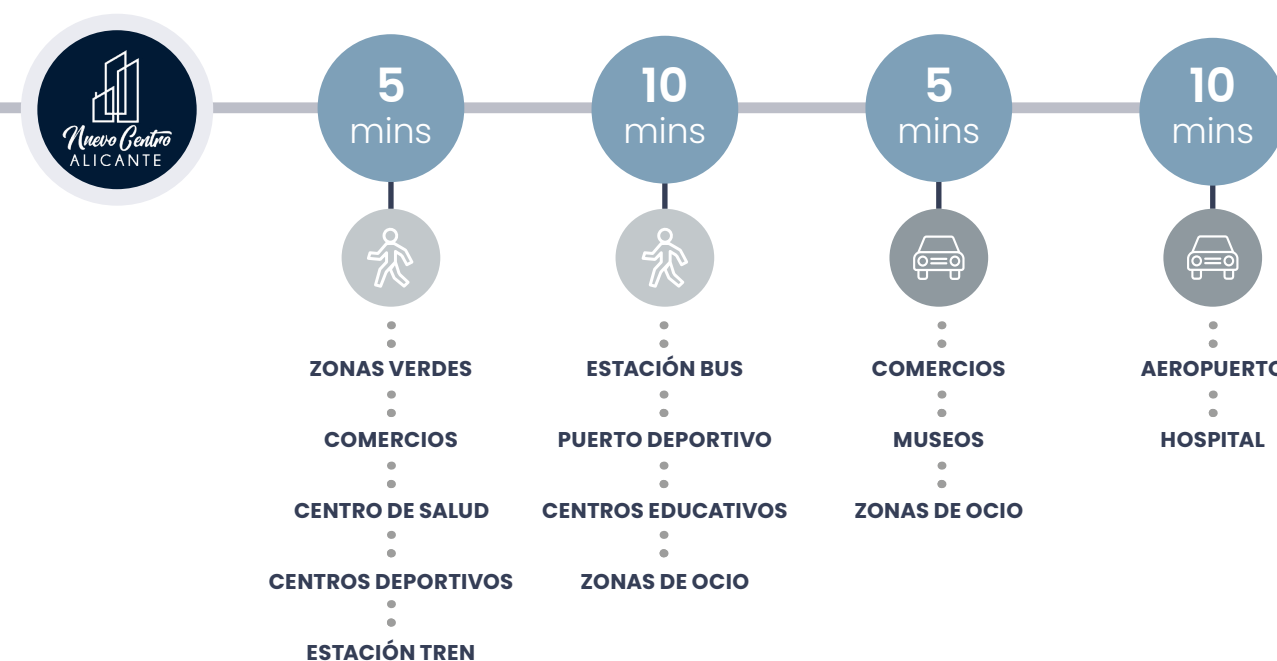 Nuevo Centro
ALICANTE
5
mins
ZONAS VERDES
COMERCIOS
CENTRO DE SALUD
CENTROS DEPORTIVOS
ESTACIÓN TREN
10
mins
ESTACIÓN BUS
PUERTO DEPORTIVO
CENTROS EDUCATIVOS
ZONAS DE OCIO
5
mins
COMERCIOS
MUSEOS
ZONAS DE OCIO
10
mins
AEROPUERTO
HOSPITAL